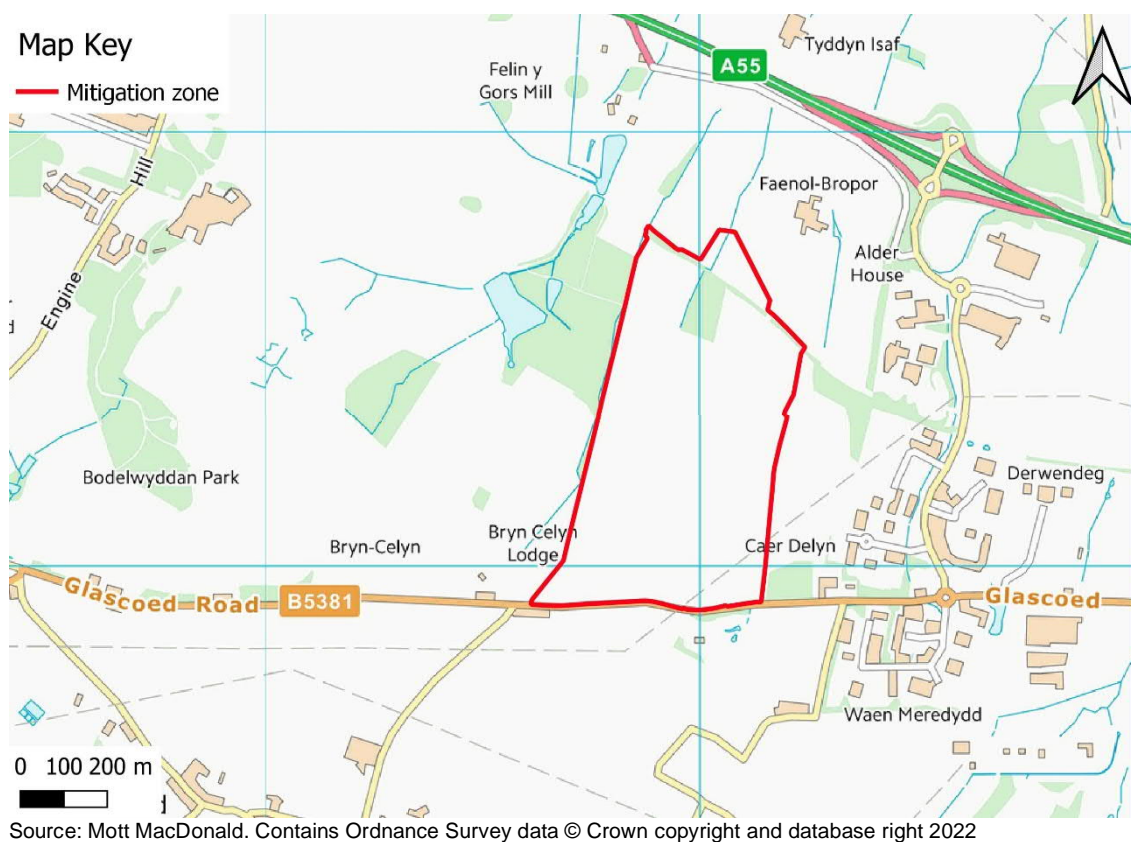 Map Key
Mitigation zone
Tyddyn Isaf
A55
Felin y
Gors Mill
Engine Hill
Faenol-Bropor
Alder
House
Bodelwyddan Park
Derwendeg
Bryn-Celyn
Bryn Celyn
Lodge
Caer Delyn
Glascoed Road
B5381
Glascoed
Waen Meredydd
0 100 200 m
Source: Mott MacDonald. Contains Ordnance Survey data © Crown copyright and database right 2022